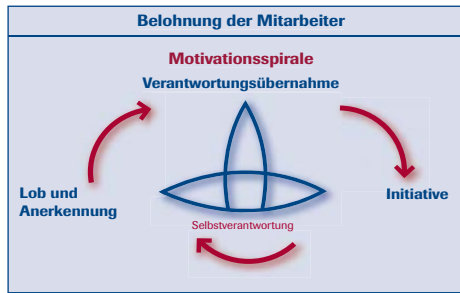 Belohnung der Mitarbeiter
Motivationsspirale
Verantwortungsübernahme
Lob und
Anerkennung
Initiative
Selbstverantwortung